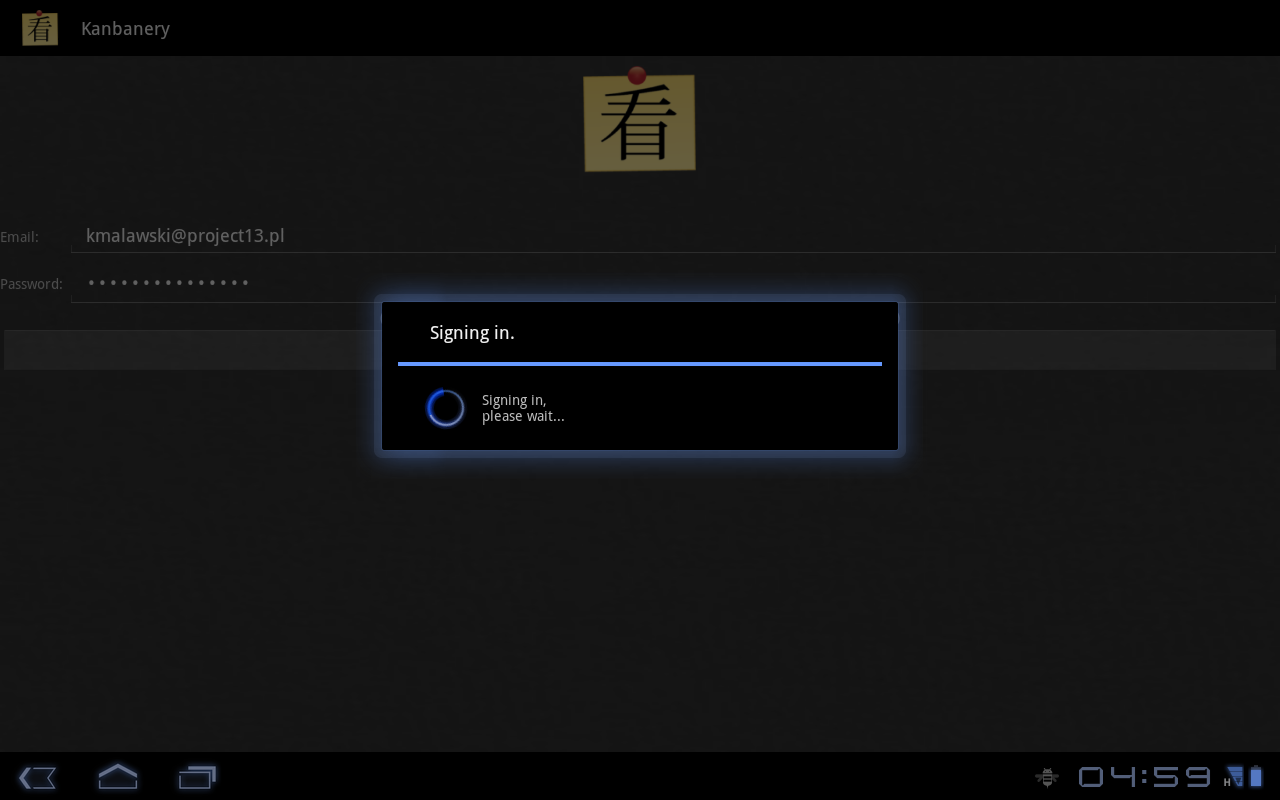 看
Kanbanery
看
Email: kmalawski@project13.pl
Password: •••••••••••••••
Signing in.
Signing in,
please wait...
04:59
H